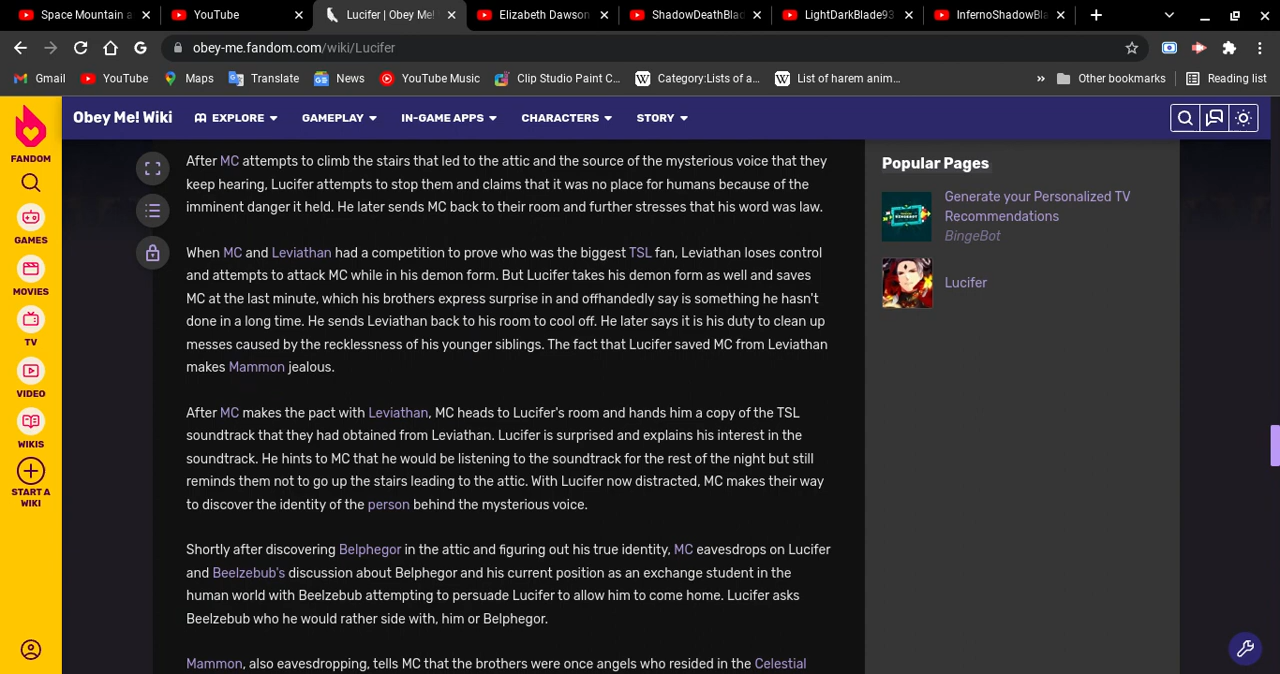 Space Mountain a
YouTube
Lucifer | Obey Me!
Elizabeth Dawson
ShadowDeathBlad
LightDarkBlade93
InfernoShadowBla
obey-me.fandom.com/wiki/Lucifer
Gmail
YouTube
Maps
Translate
News
YouTube Music
Clip Studio Paint C...
Category:Lists of a...
List of harem anim...
»
Other bookmarks
Reading list
Obey Me! Wiki
EXPLORE
GAMEPLAY
IN-GAME APPS
CHARACTERS
STORY
FANDOM
GAMES
MOVIES
TV
VIDEO
WIKIS
START A
WIKI
After MC attempts to climb the stairs that led to the attic and the source of the mysterious voice that they
keep hearing, Lucifer attempts to stop them and claims that it was no place for humans because of the
imminent danger it held. He later sends MC back to their room and further stresses that his word was law.
When MC and Leviathan had a competition to prove who was the biggest TSL fan, Leviathan loses control
and attempts to attack MC while in his demon form. But Lucifer takes his demon form as well and saves
MC at the last minute, which his brothers express surprise in and offhandedly say is something he hasn't
done in a long time. He sends Leviathan back to his room to cool off. He later says it is his duty to clean up
messes caused by the recklessness of his younger siblings. The fact that Lucifer saved MC from Leviathan
makes Mammon jealous.
After MC makes the pact with Leviathan, MC heads to Lucifer's room and hands him a copy of the TSL
soundtrack that they had obtained from Leviathan. Lucifer is surprised and explains his interest in the
soundtrack. He hints to MC that he would be listening to the soundtrack for the rest of the night but still
reminds them not to go up the stairs leading to the attic. With Lucifer now distracted, MC makes their way
to discover the identity of the person behind the mysterious voice.
Shortly after discovering Belphegor in the attic and figuring out his true identity, MC eavesdrops on Lucifer
and Beelzebub's discussion about Belphegor and his current position as an exchange student in the
human world with Beelzebub attempting to persuade Lucifer to allow him to come home. Lucifer asks
Beelzebub who he would rather side with, him or Belphegor.
Mammon, also eavesdropping, tells MC that the brothers were once angels who resided in the Celestial
Popular Pages
Generate your Personalized TV
Recommendations
BingeBot
Lucifer